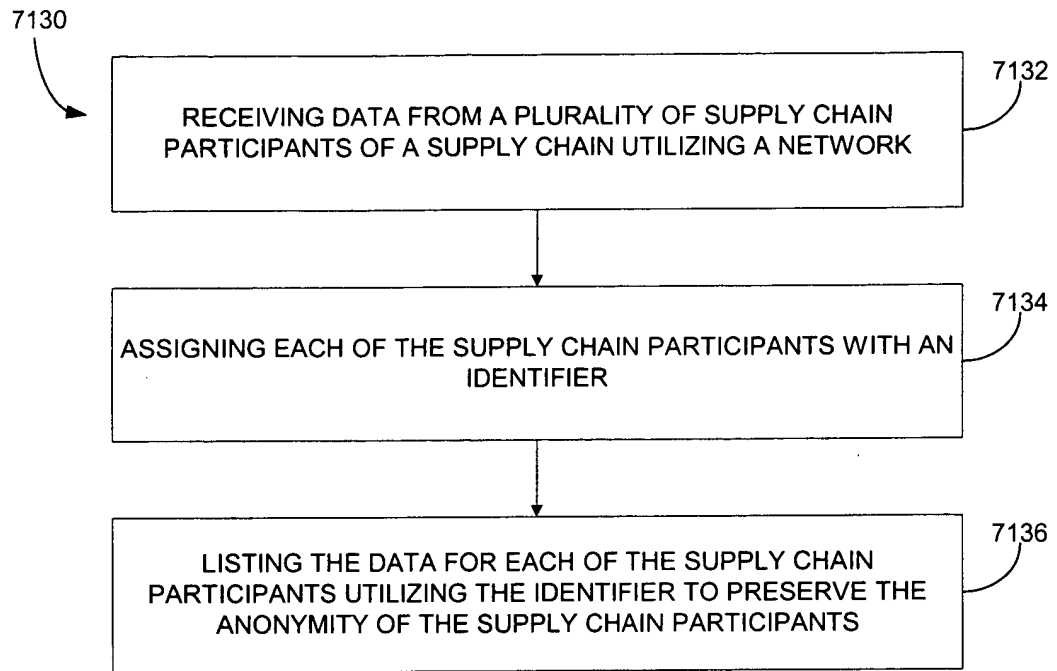 7130
7132
RECEIVING DATA FROM A PLURALITY OF SUPPLY CHAIN
PARTICIPANTS OF A SUPPLY CHAIN UTILIZING A NETWORK
7134
ASSIGNING EACH OF THE SUPPLY CHAIN PARTICIPANTS WITH AN
IDENTIFIER
7136
LISTING THE DATA FOR EACH OF THE SUPPLY CHAIN
PARTICIPANTS UTILIZING THE IDENTIFIER TO PRESERVE THE
ANONYMITY OF THE SUPPLY CHAIN PARTICIPANTS